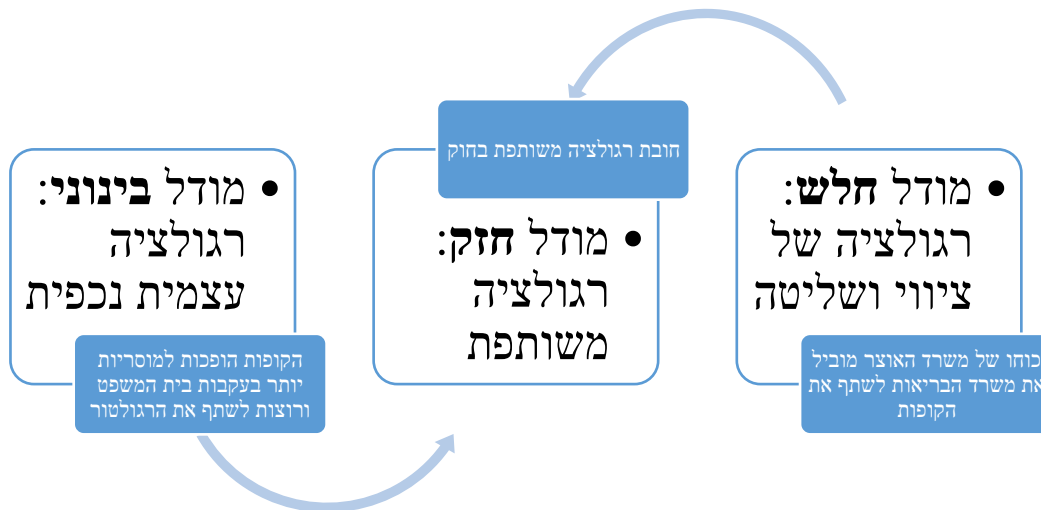 מודל חלש:
רגולציה של
ציווי ושליטה
כוחו של משרד האוצר מוביל
את משרד הבריאות לשתף את
הקופות
חובת רגולציה משותפת בחוק
מודל חזק:
רגולציה
משותפת
מודל בינוני:
רגולציה
עצמית נכפית
הקופות הופכות למוסריות
יותר בעקבות בית המשפט
ורוצות לשתף את הרגולטור